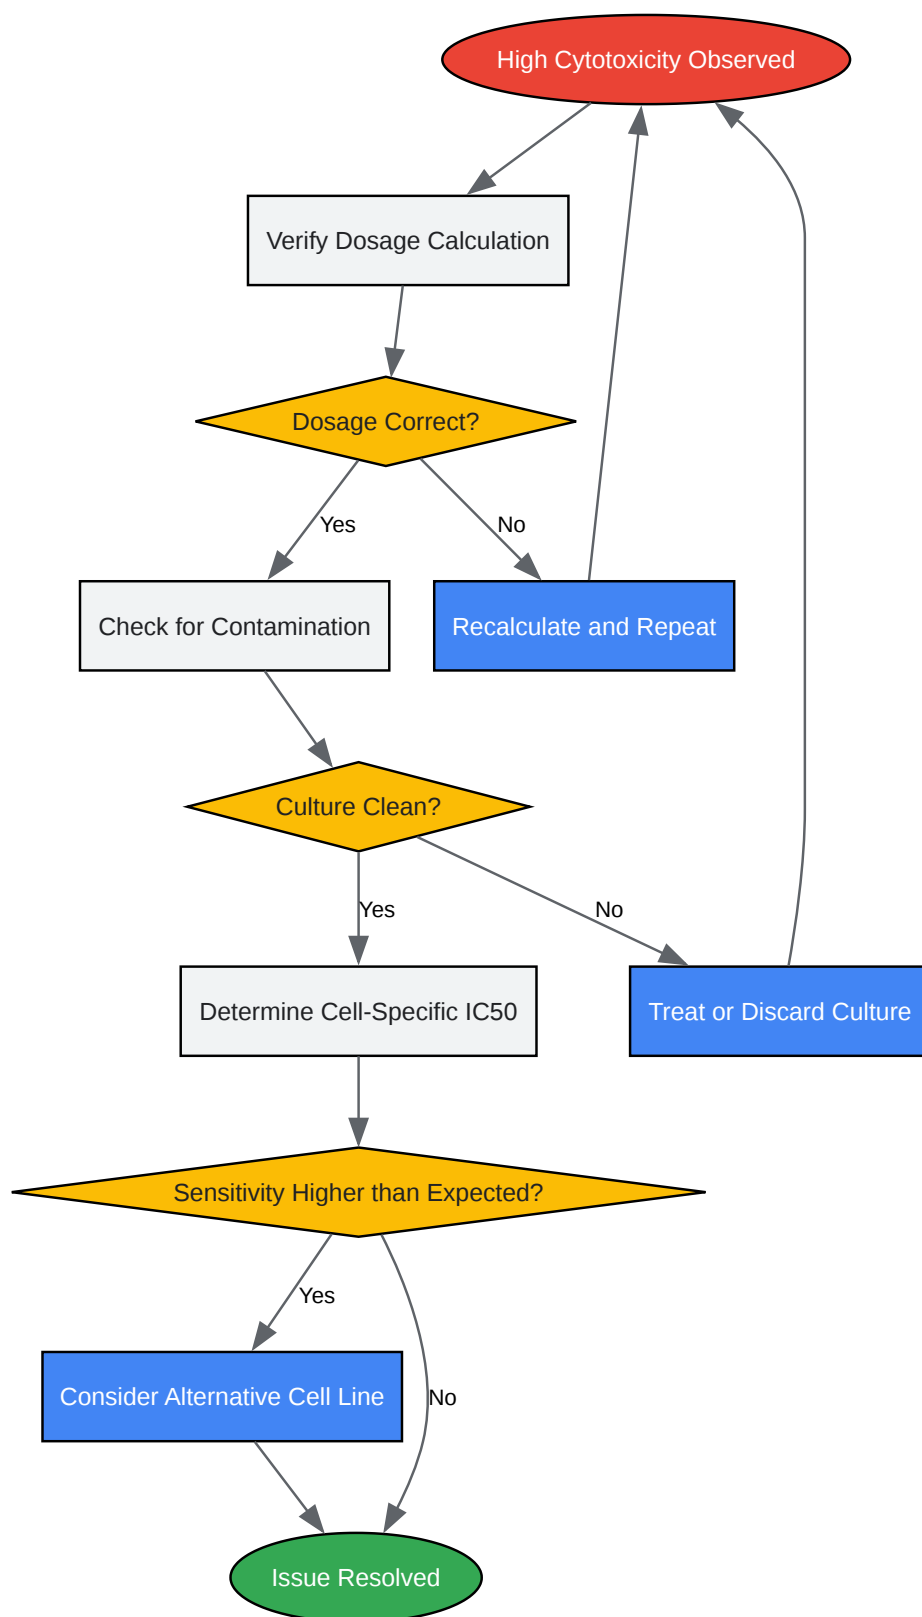 High Cytotoxicity Observed
Verify Dosage Calculation
Dosage Correct?
Yes
No
Check for Contamination
Recalculate and Repeat
Culture Clean?
Yes
No
Determine Cell-Specific IC50
Treat or Discard Culture
Sensitivity Higher than Expected?
Yes
Consider Alternative Cell Line
No
Issue Resolved